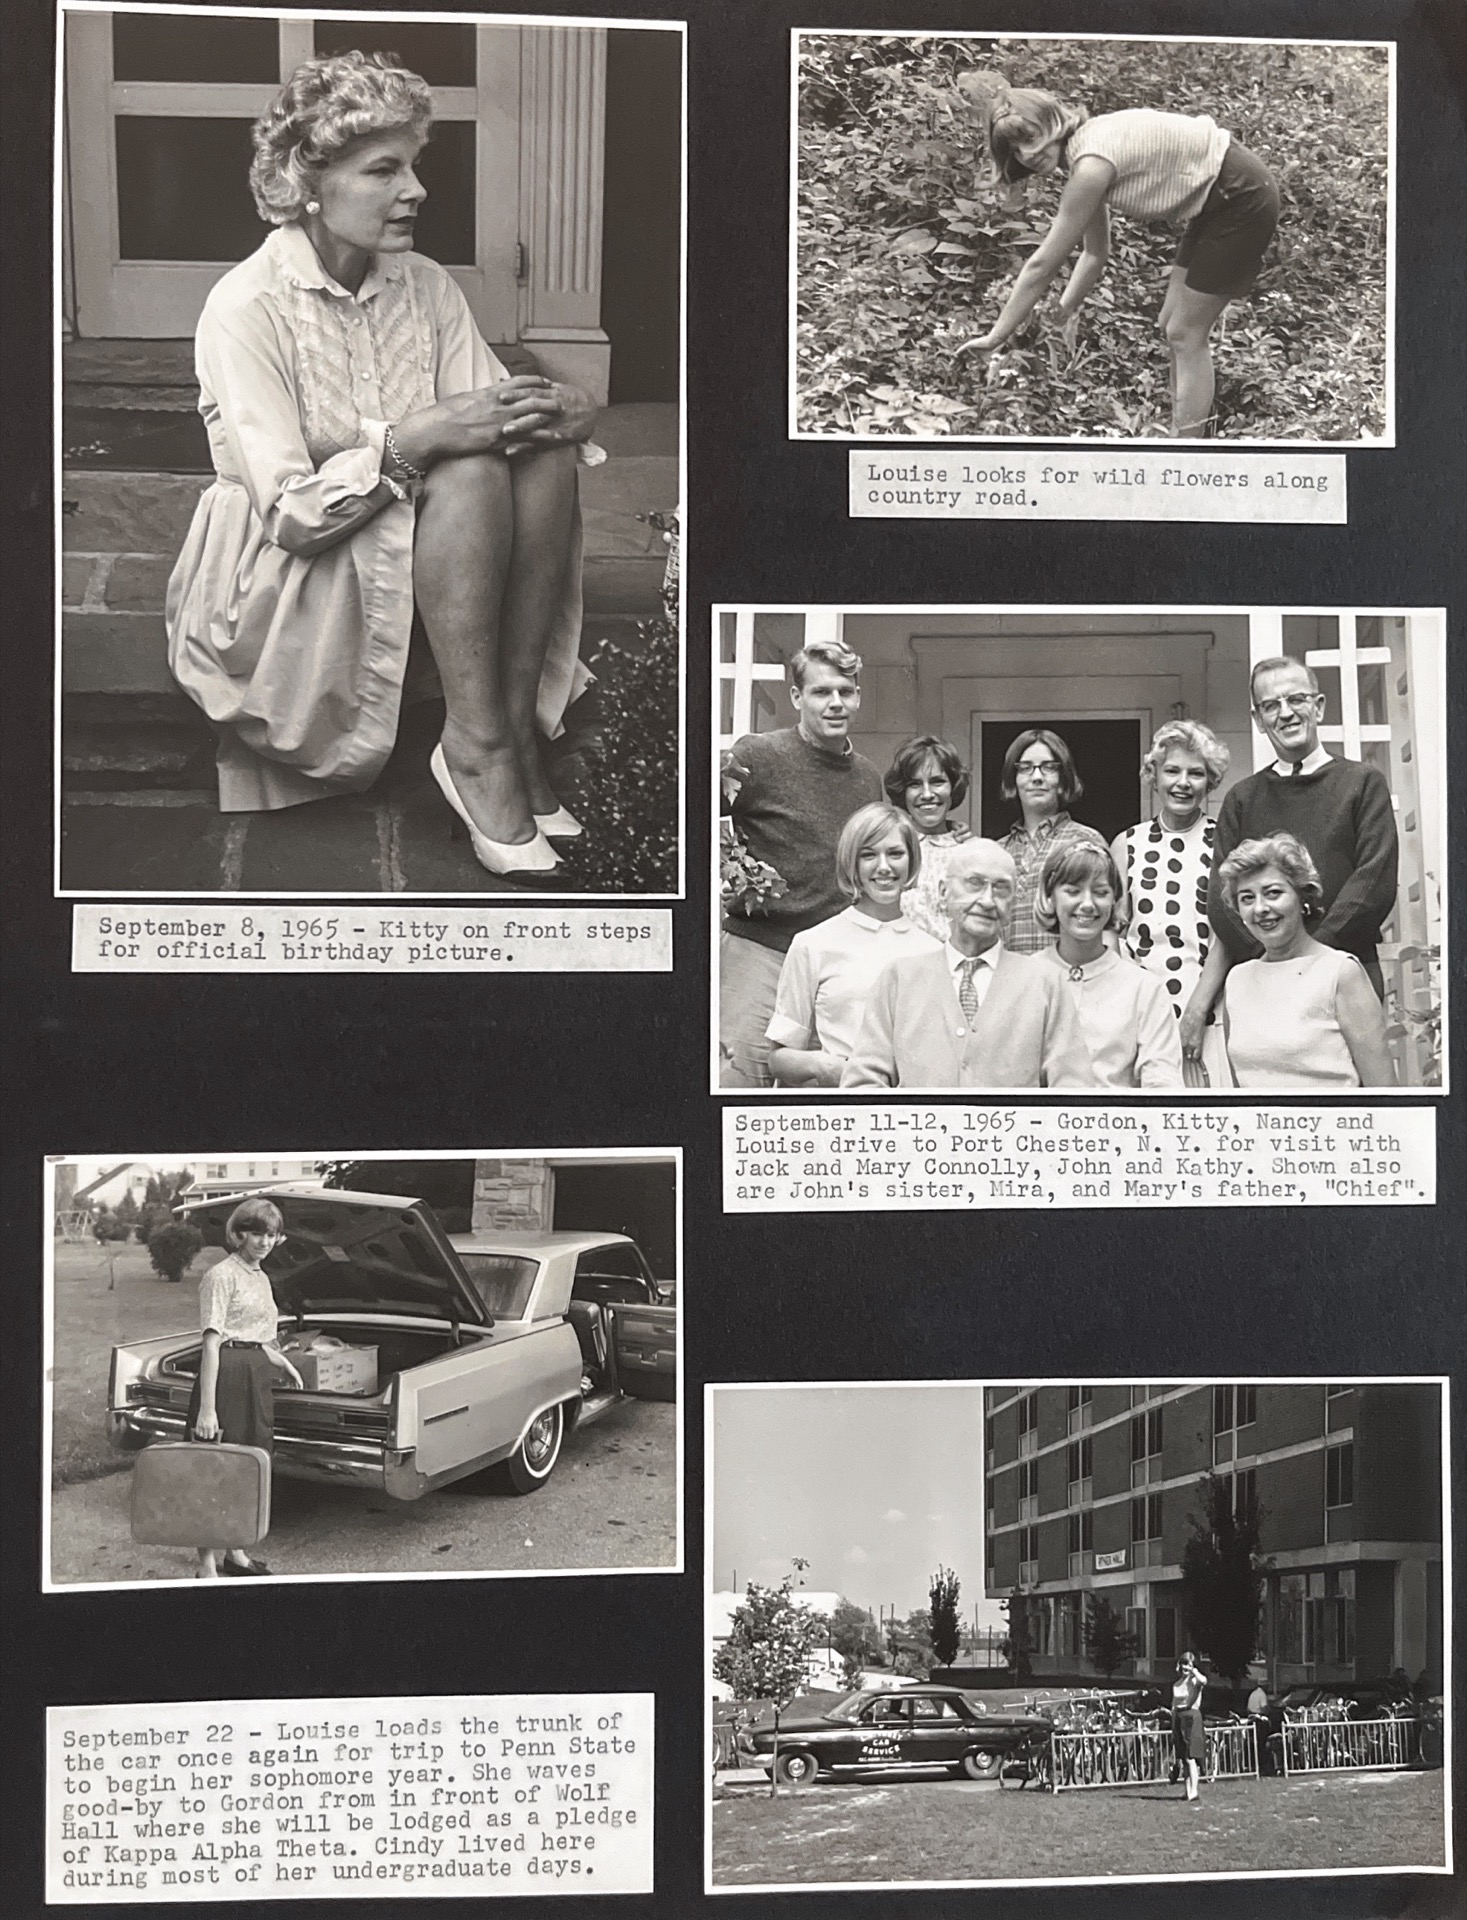 September 8, 1965 - Kitty on front steps
for official birthday picture.
Louise looks for wild flowers along
country road.
September 11-12, 1965 - Gordon, Kitty, Nancy and
Louise drive to Port Chester, N. Y. for visit with
Jack and Mary Connolly, John and Kathy. Shown also
are John's sister, Mira, and Mary's father, "Chief".
September 22 - Louise loads the trunk of
the car once again for trip to Penn State
to begin her sophomore year. She waves
good-by to Gordon from in front of Wolf
Hall where she will be lodged as a pledge
of Kappa Alpha Theta. Cindy lived here
during most of her undergraduate days.
HALL
CAB
SERVICE